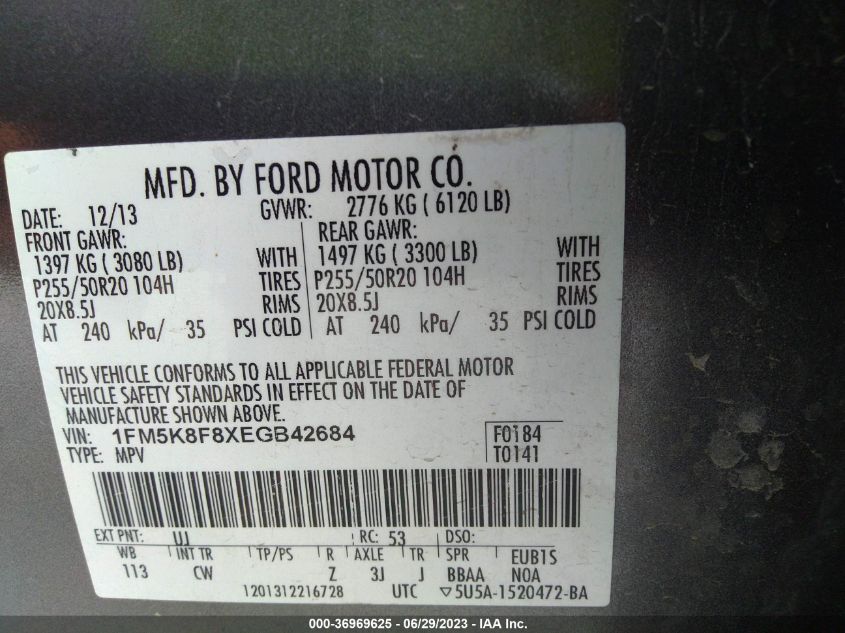 MFD. BY FORD MOTOR CO.
DATE: 12/13 GVWR: 2776 KG ( 6120 LB)
FRONT GAWR: REAR GAWR:
1397 KG ( 3080 LB) WITH 1497 KG ( 3300 LB) WITH
P255/50R20 104H TIRES P255/50R20 104H TIRES
20X8.5J RIMS 20X8.5J RIMS
AT 240 kPa/ 35 PSI COLD AT 240 kPa/ 35 PSI COLD
THIS VEHICLE CONFORMS TO ALL APPLICABLE FEDERAL MOTOR
VEHICLE SAFETY STANDARDS IN EFFECT ON THE DATE OF
MANUFACTURE SHOWN ABOVE.
VIN: 1FM5K8F8XEGB42684 F0184
TYPE: MPV T0141
EXT PNT: UJ RC: 53 DSO:
WB INT TR TP/PS R AXLE TR SPR EUB1S
113 CW Z 3J J BBAA NOA
1201312216728 UTC ▽5U5A-1520472-BA
000-36969625 - 06/29/2023 - IAA Inc.